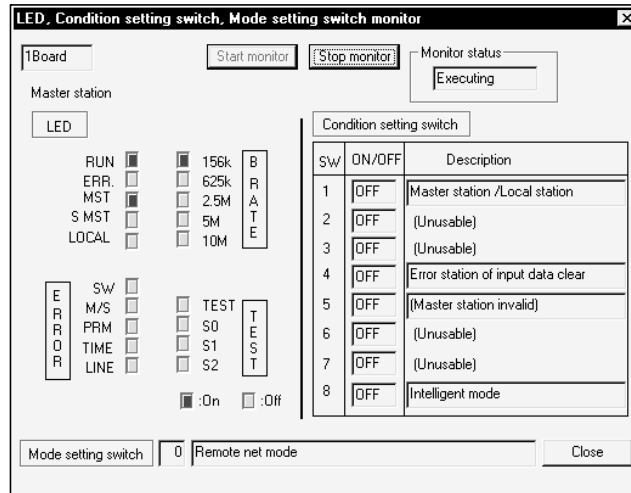 LED, Condition setting switch, Mode setting switch monitor
1Board
Start monitor
Stop monitor
Monitor status
Executing
Master station
LED
Condition setting switch
RUN
156k
ERR.
625k
MST
2.5M
S MST
5M
LOCAL
10M
BRATE
SW
M/S
TEST
PRM
S0
TIME
S1
LINE
S2
ERROR
TEST
:On
:Off
SW ON/OFF Description
1 OFF Master station /Local station
2 OFF (Unusable)
3 OFF (Unusable)
4 OFF Error station of input data clear
5 OFF (Master station invalid)
6 OFF (Unusable)
7 OFF (Unusable)
8 OFF Intelligent mode
Mode setting switch 0 Remote net mode
Close